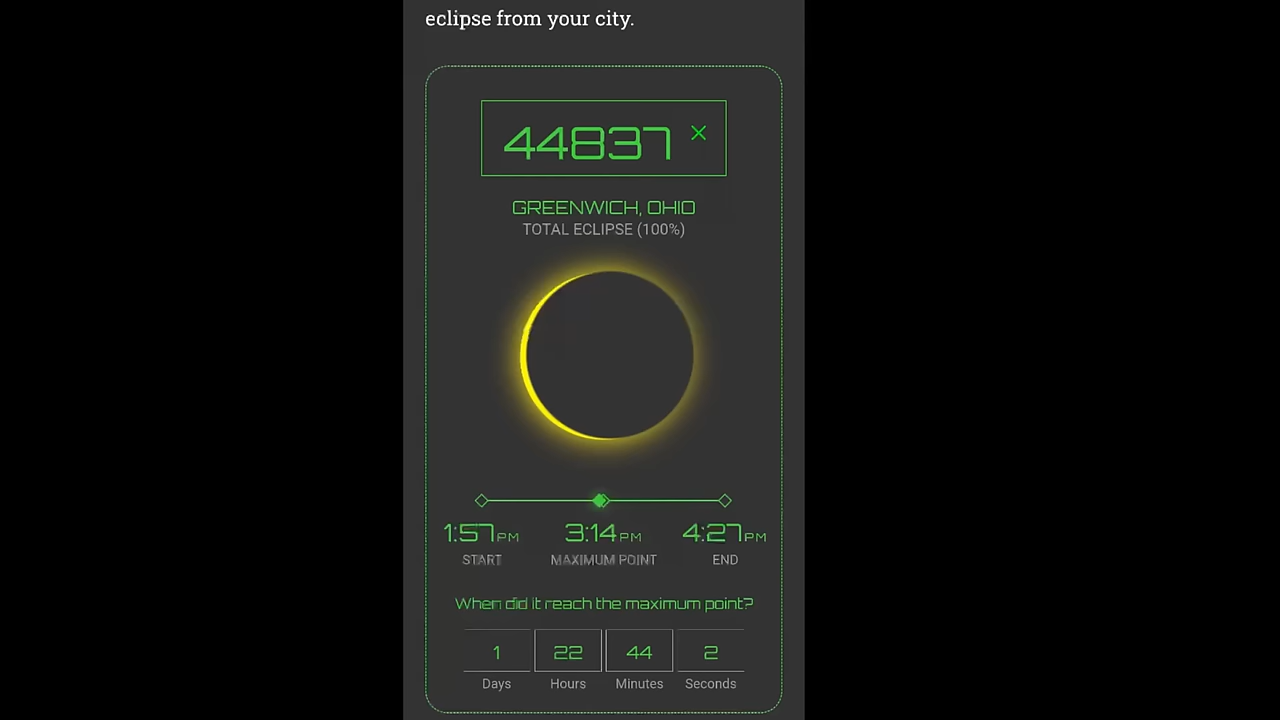 eclipse from your city.
44837 ×
GREENWICH, OHIO
TOTAL ECLIPSE (100%)
1:57PM 3:14PM 4:27PM
START MAXIMUM POINT END
When did it reach the maximum point?
1 22 44 2
Days Hours Minutes Seconds